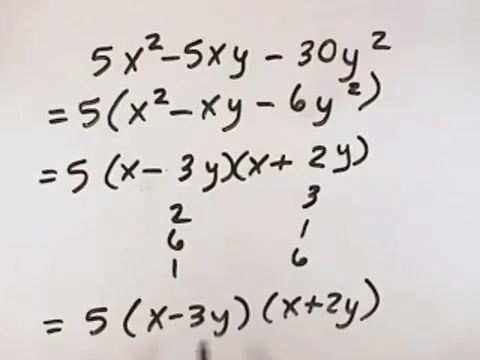 5x² - 5xy - 30y²
= 5(x² - xy - 6y²)
= 5 (x - 3y)(x + 2y)
2 3
6 1
1 6
= 5 (x - 3y) (x + 2y)